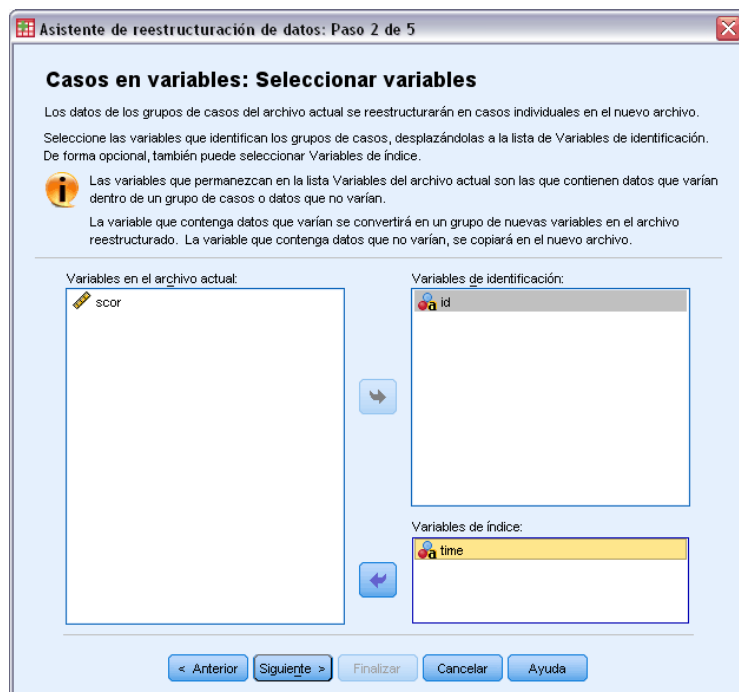 Asistente de reestructuración de datos: Paso 2 de 5
Casos en variables: Seleccionar variables
Los datos de los grupos de casos del archivo actual se reestructurarán en casos individuales en el nuevo archivo.
Seleccione las variables que identifican los grupos de casos, desplazándolas a la lista de Variables de identificación.
De forma opcional, también puede seleccionar Variables de índice.
Las variables que permanezcan en la lista Variables del archivo actual son las que contienen datos que varían
dentro de un grupo de casos o datos que no varían.
La variable que contenga datos que varían se convertirá en un grupo de nuevas variables en el archivo
reestructurado. La variable que contenga datos que no varían, se copiará en el nuevo archivo.
Variables en el archivo actual:
scor
Variables de identificación:
id
Variables de índice:
time
< Anterior
Siguiente >
Finalizar
Cancelar
Ayuda